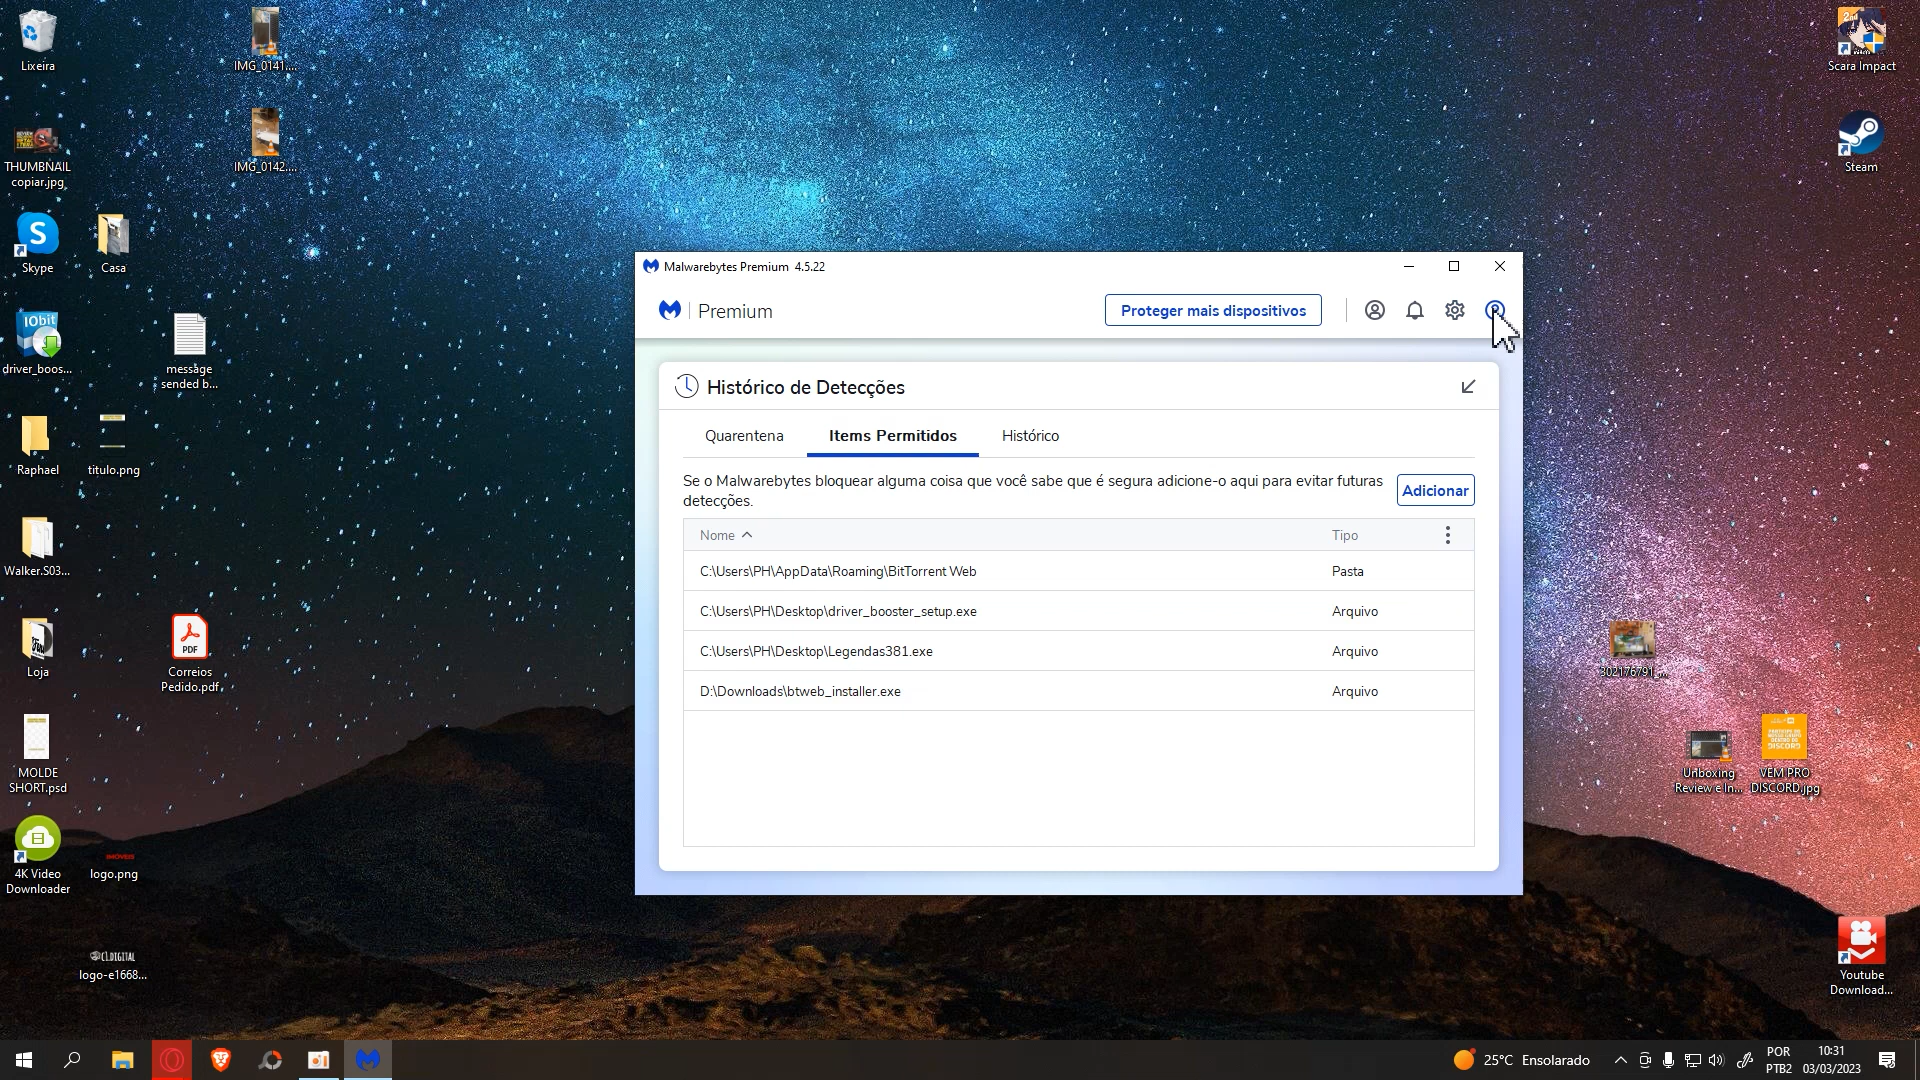 Lixeira
IMG_0141....
Scara Impact
THUMBNAIL
copiar.jpg
IMG_0142....
Steam
Skype
Casa
Malwarebytes Premium 4.5.22
Premium
Proteger mais dispositivos
IObit
driver_boos...
message
sended b...
Histórico de Detecções
Quarentena
Items Permitidos
Histórico
Raphael
titulo.png
Se o Malwarebytes bloquear alguma coisa que você sabe que é segura adicione-o aqui para evitar futuras
detecções.
Adicionar
Nome
Tipo
C:\Users\PH\AppData\Roaming\BitTorrent Web
Pasta
Walker.S03...
C:\Users\PH\Desktop\driver_booster_setup.exe
Arquivo
C:\Users\PH\Desktop\Legendas381.exe
Arquivo
Loja
PDF
Correios
Pedido.pdf
302176791_...
D:\Downloads\btweb_installer.exe
Arquivo
MOLDE
SHORT.psd
Unboxing
Review e In...
VEM PRO
DISCORD.jpg
4K Video
Downloader
logo.png
logo-e1668...
Youtube
Download...
25°C Ensolarado
POR
PTB2
10:31
03/03/2023